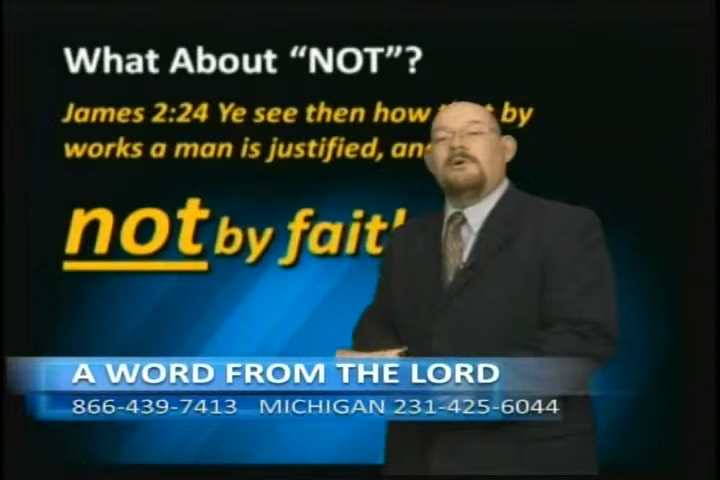 What About “NOT”?
James 2:24 Ye see then how by
works a man is justified,
not by
A WORD FROM THE LORD
866-439-7413 MICHIGAN 231-425-6044